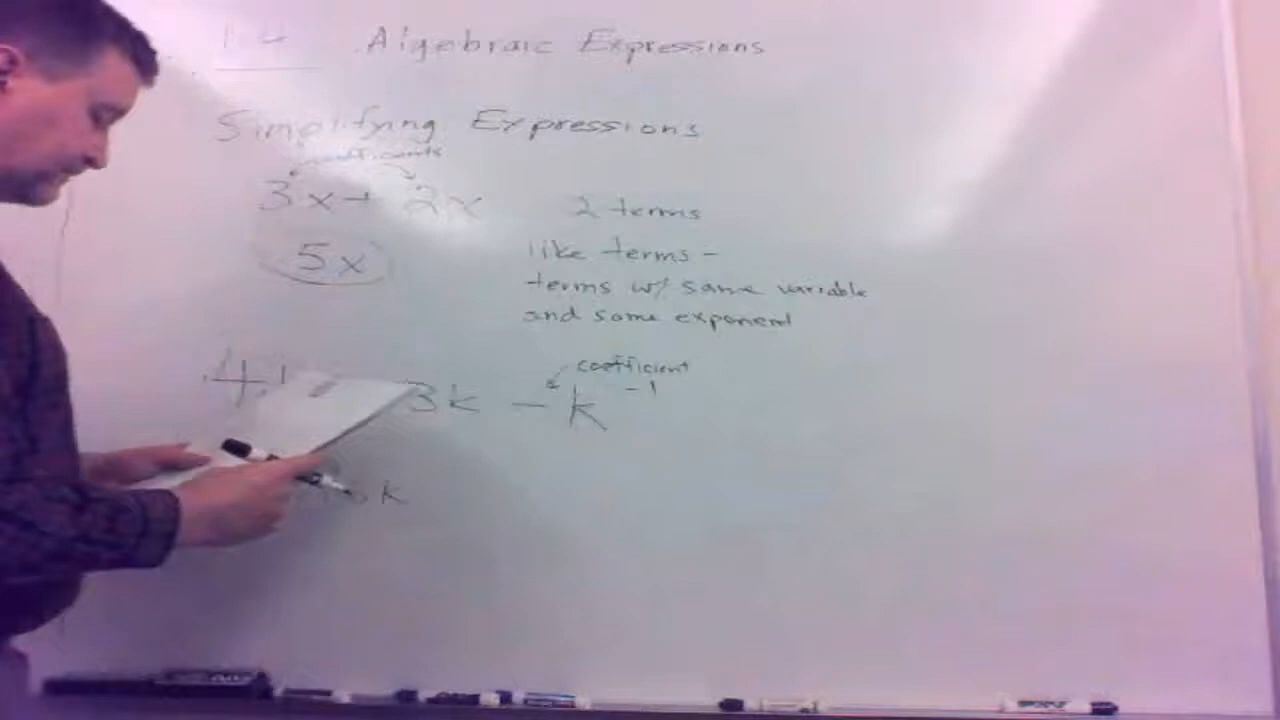 Algebraic Expressions
Simplifying Expressions
coefficients
3x + 2x 2 terms
5x like terms -
terms w/ same variable
and same exponent
coefficient
3k - k -1
k